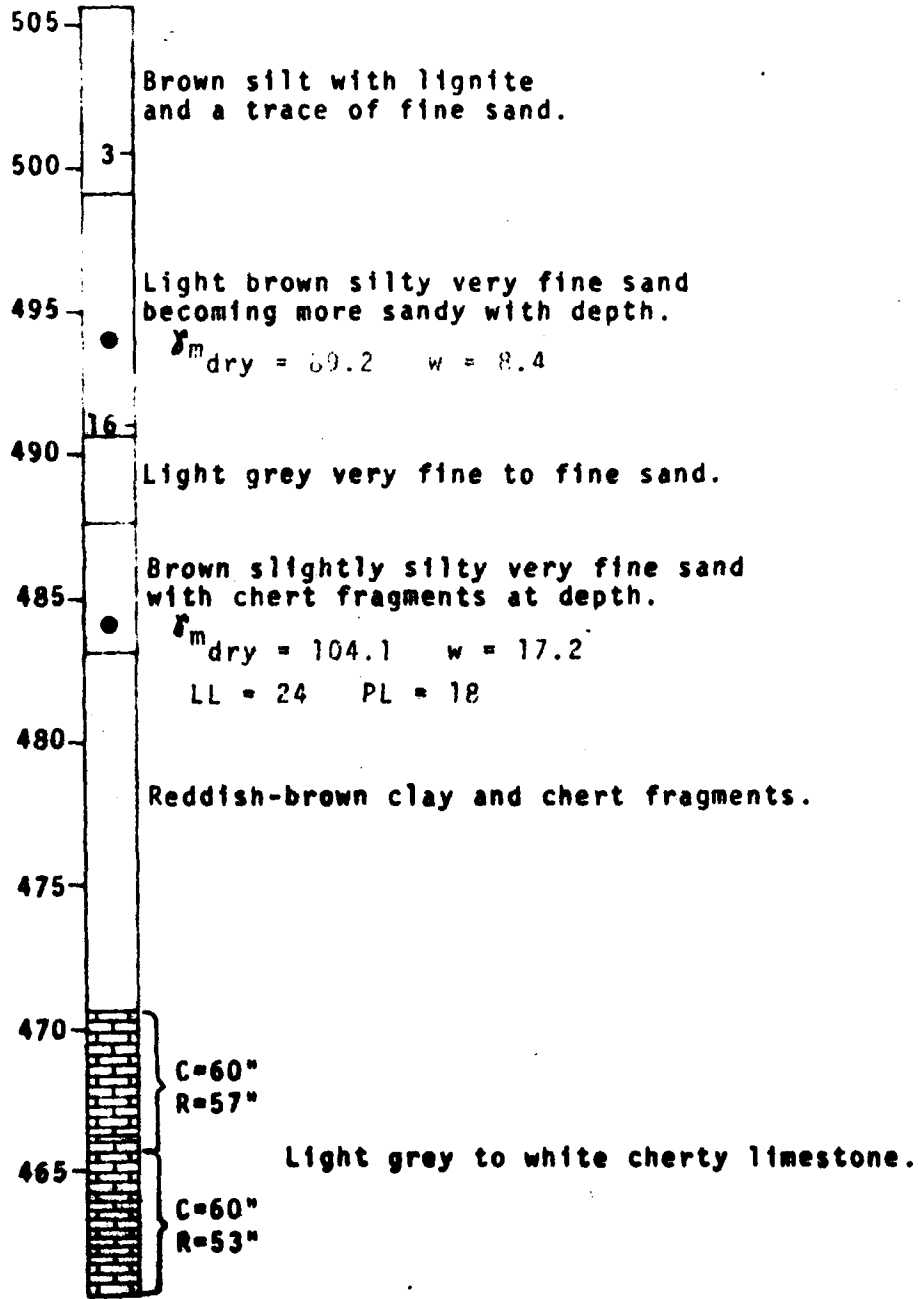 505
Brown silt with lignite
and a trace of fine sand.
3
500
Light brown silty very fine sand
495
becoming more sandy with depth.
γm dry = 9.2 w = 8.4
16
490
Light grey very fine to fine sand.
Brown slightly silty very fine sand
485
with chert fragments at depth.
γm dry = 104.1 w = 17.2
LL = 24 PL = 18
480
Reddish-brown clay and chert fragments.
475
470
C=60"
R=57"
465
Light grey to white cherty limestone.
C=60"
R=53"